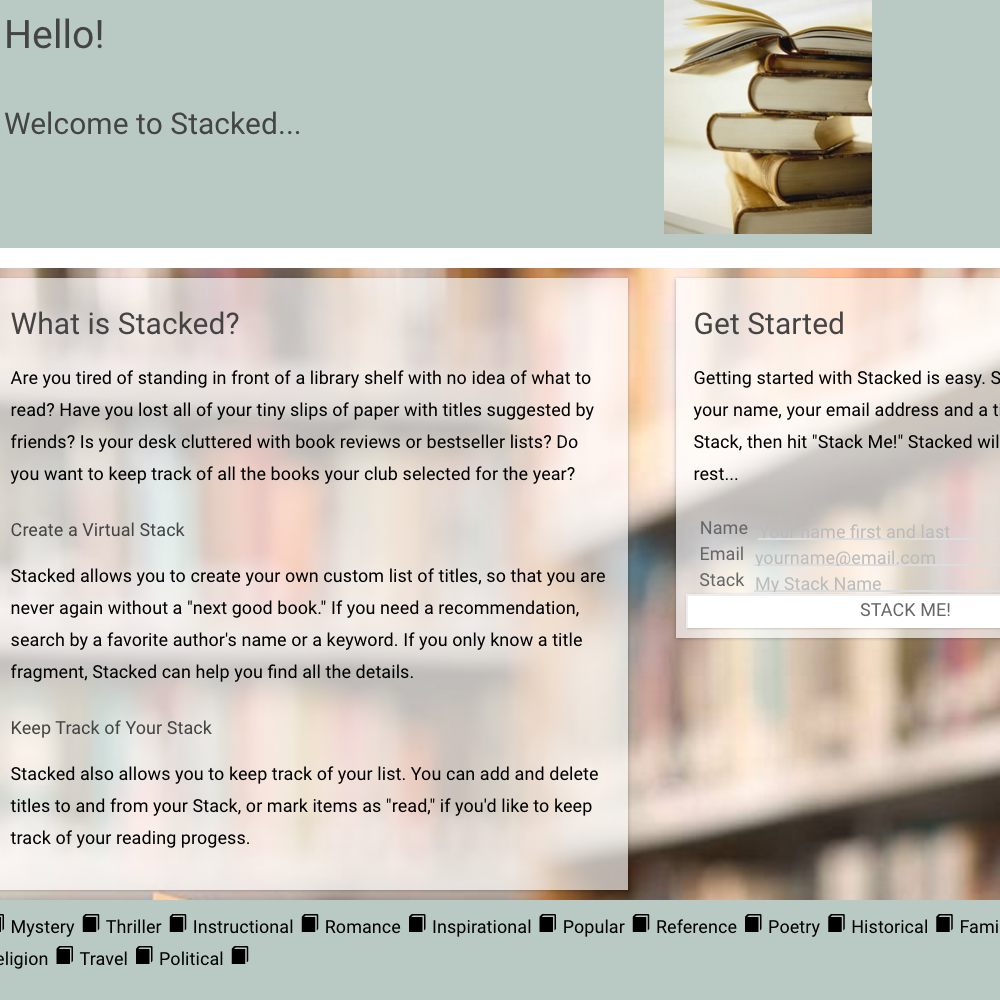 Hello!
Welcome to Stacked...
What is Stacked?
Are you tired of standing in front of a library shelf with no idea of what to
read? Have you lost all of your tiny slips of paper with titles suggested by
friends? Is your desk cluttered with book reviews or bestseller lists? Do
you want to keep track of all the books your club selected for the year?
Create a Virtual Stack
Stacked allows you to create your own custom list of titles, so that you are
never again without a "next good book." If you need a recommendation,
search by a favorite author's name or a keyword. If you only know a title
fragment, Stacked can help you find all the details.
Keep Track of Your Stack
Stacked also allows you to keep track of your list. You can add and delete
titles to and from your Stack, or mark items as "read," if you'd like to keep
track of your reading progess.
Get Started
Getting started with Stacked is easy.
your name, your email address and a
Stack, then hit "Stack Me!" Stacked
rest...
Name Your name first and last
Email yourname@email.com
Stack My Stack Name
STACK ME!
Mystery Thriller Instructional Romance Inspirational Popular Reference Poetry Historical
Travel Political